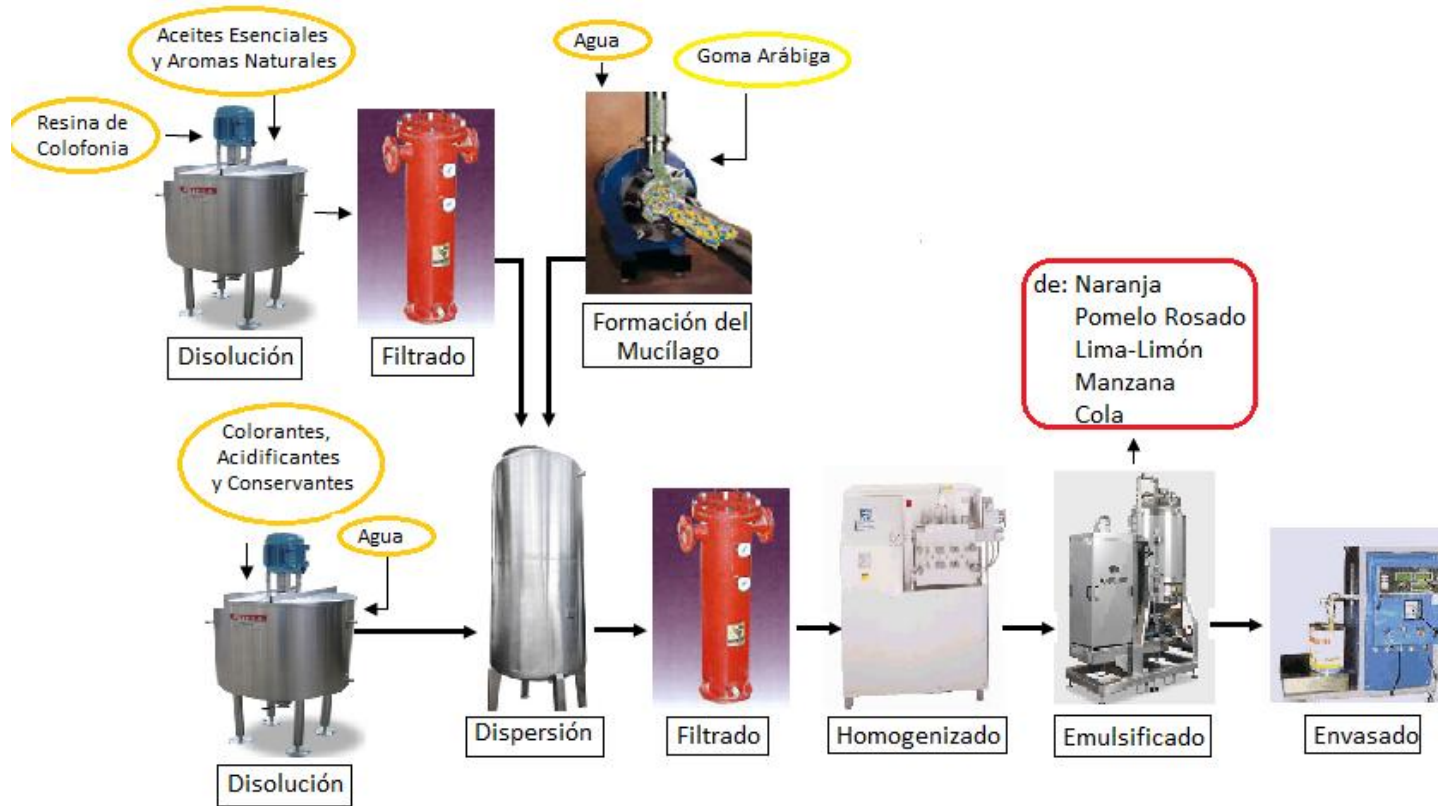 Aceites Esenciales
y Aromas Naturales
Agua
Goma Arábiga
Resina de
Colofonia
Disolución
Filtrado
Formación del
Mucílago
de: Naranja
Pomelo Rosado
Lima-Limón
Manzana
Cola
Colorantes,
Acidificantes
y Conservantes
Agua
Disolución
Dispersión
Filtrado
Homogenizado
Emulsificado
Envasado